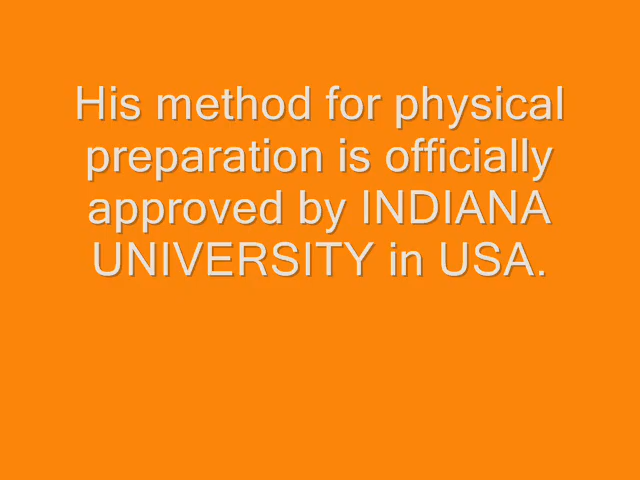 His method for physical
preparation is officially
approved by INDIANA
UNIVERSITY in USA.